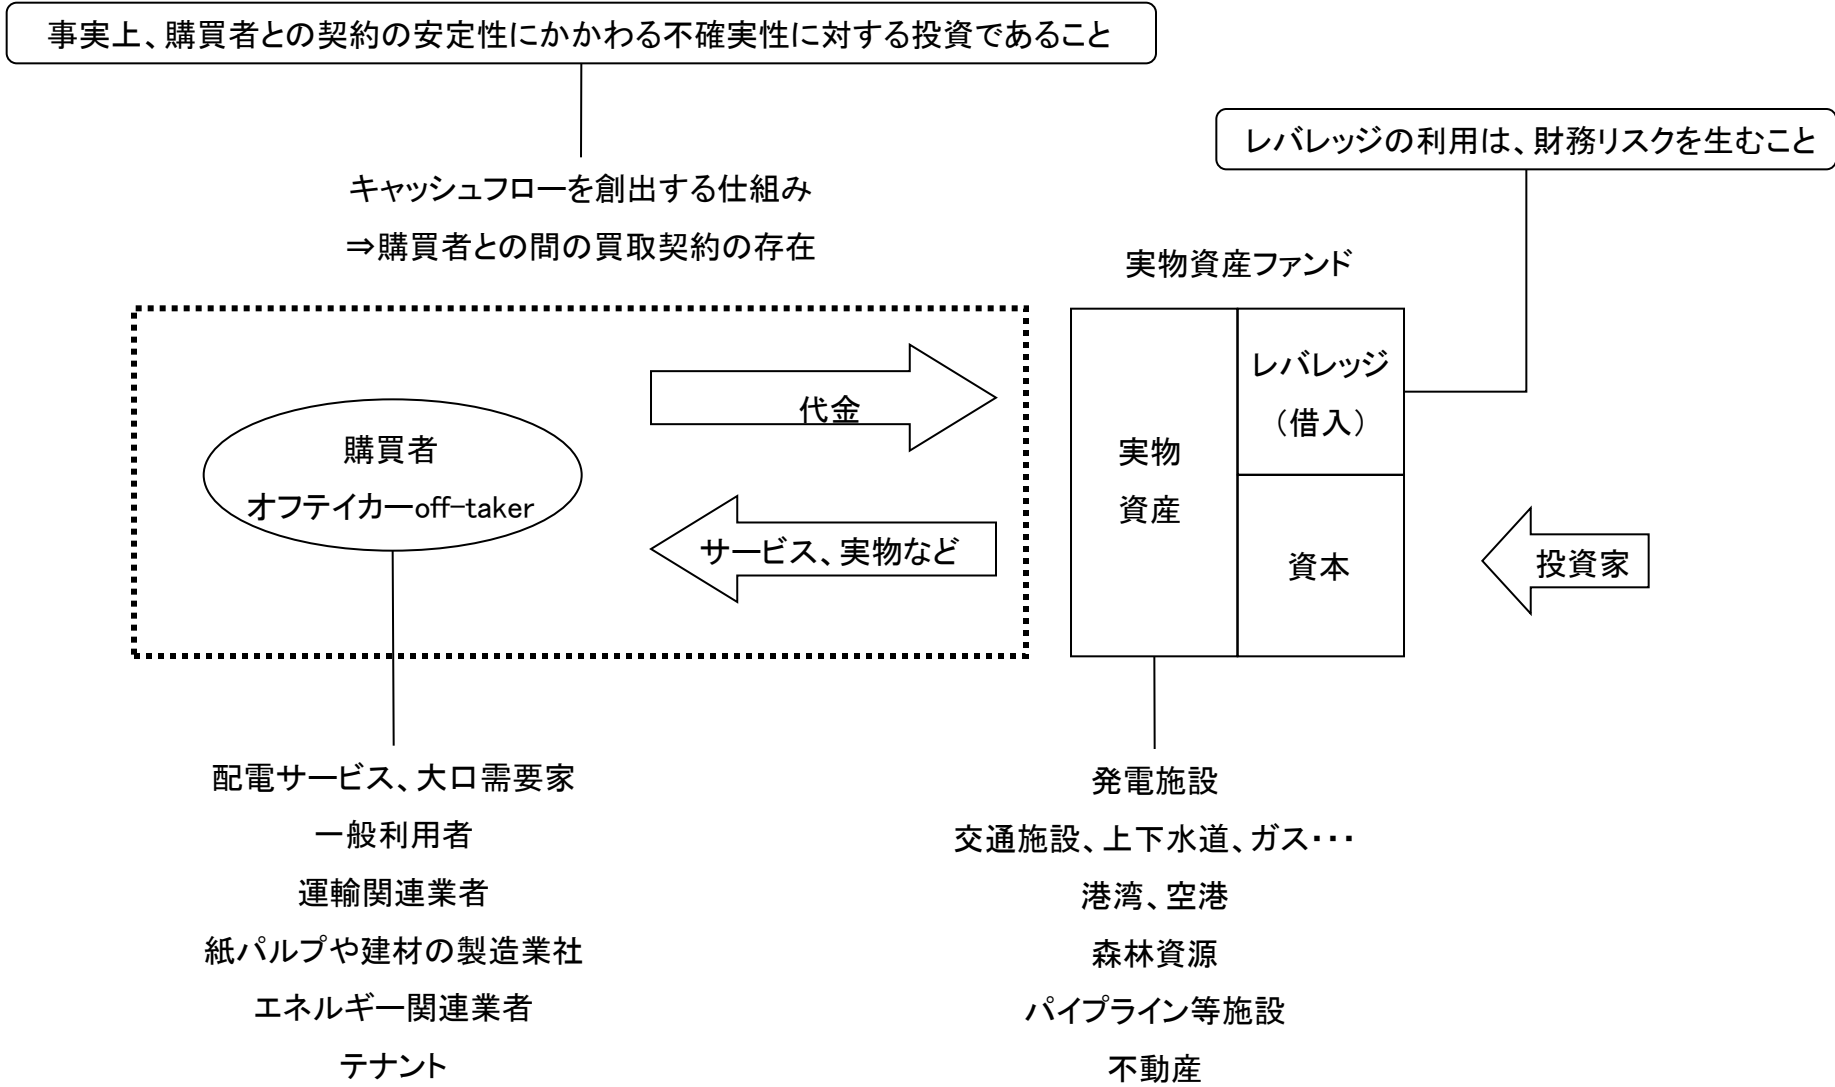 事実上、購買者との契約の安定性にかかわる不確実性に対する投資であること
レバレッジの利用は、財務リスクを生むこと
キャッシュフローを創出する仕組み
⇒購買者との間の買取契約の存在
実物資産ファンド
代金
購買者
オフテイカーoff-taker
サービス、実物など
実物
資産
レバレッジ
（借入）
資本
投資家
配電サービス、大口需要家
一般利用者
運輸関連業者
紙パルプや建材の製造業社
エネルギー関連業者
テナント
発電施設
交通施設、上下水道、ガス・・・
港湾、空港
森林資源
パイプライン等施設
不動産